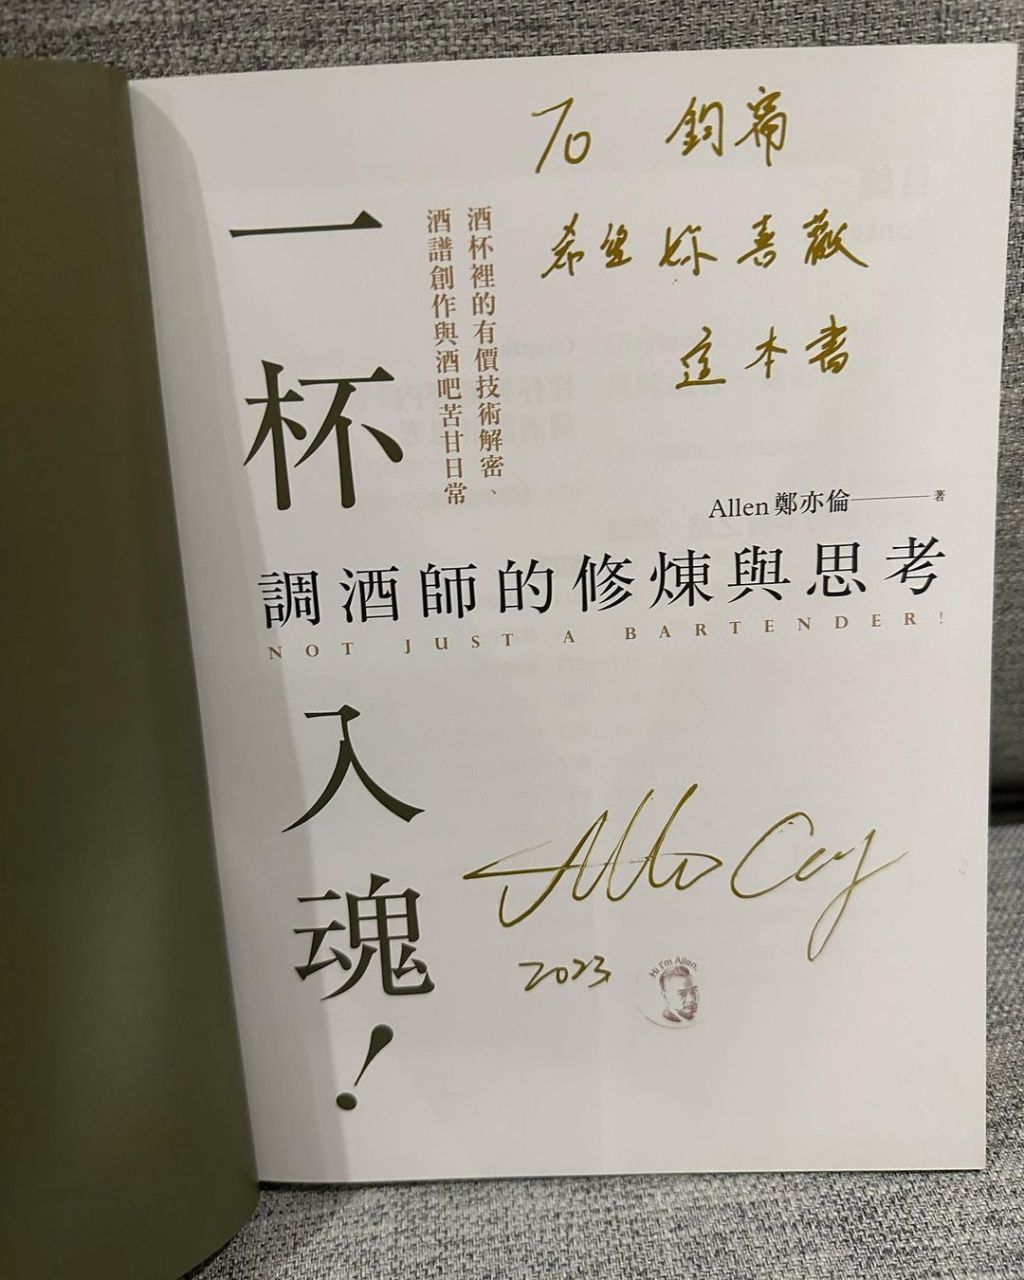 To 鈞甯
希望妳喜歡
這本書
一杯入魂！
酒杯裡的有價技術解密、
酒譜創作與酒吧苦甘日常
Allen 鄭亦倫 著
調酒師的修煉與思考
NOT JUST A BARTENDER!
2023
Hi I'm Allen.